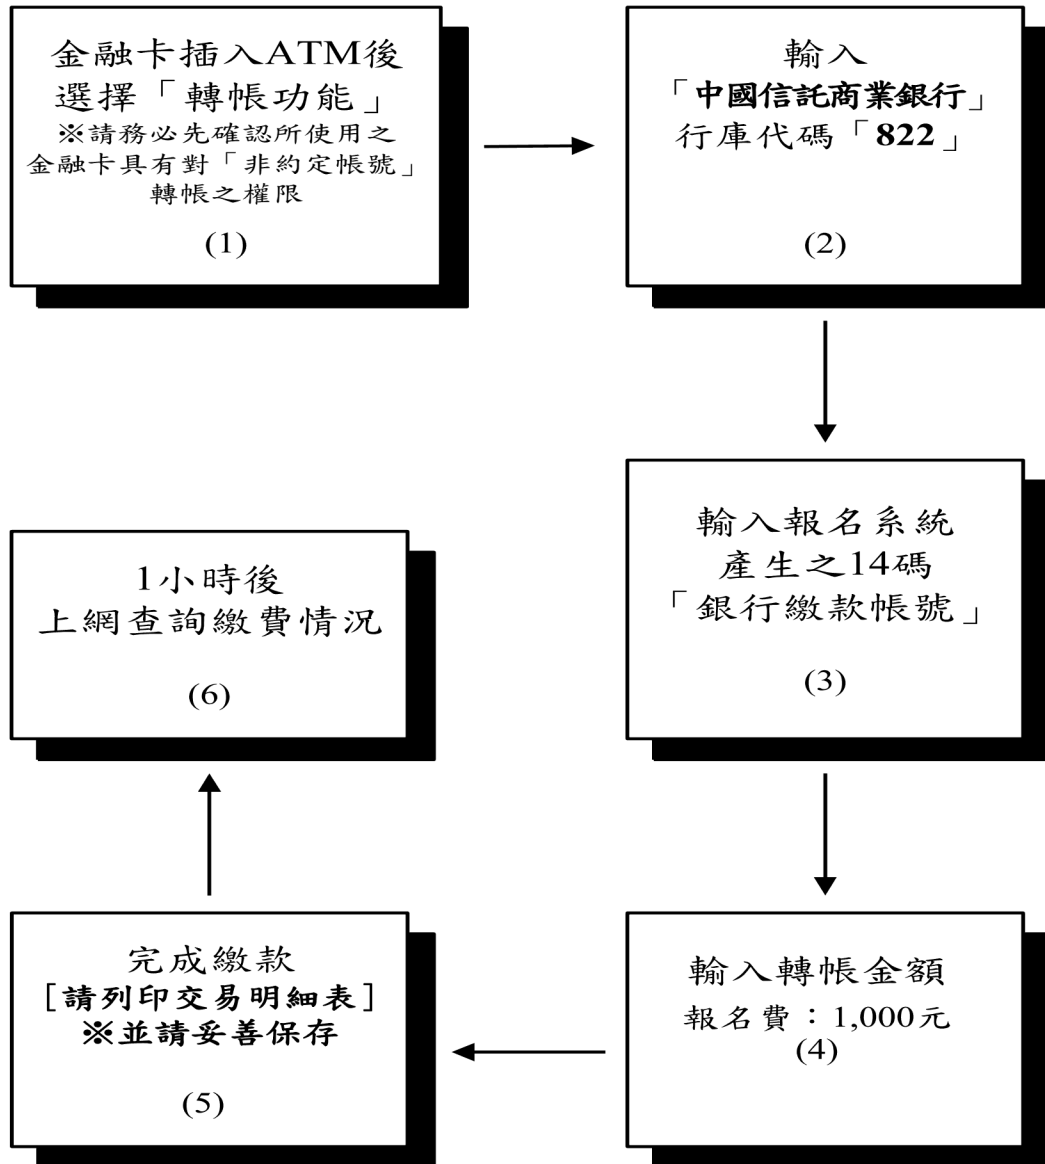 金融卡插入ATM後
選擇「轉帳功能」
※請務必先確認所使用之
金融卡具有對「非約定帳號」
轉帳之權限
(1)
輸入
「中國信託商業銀行」
行庫代碼「822」
(2)
輸入報名系統
產生之14碼
「銀行繳款帳號」
(3)
輸入轉帳金額
報名費：1,000元
(4)
完成繳款
[請列印交易明細表]
※並請妥善保存
(5)
1小時後
上網查詢繳費情況
(6)